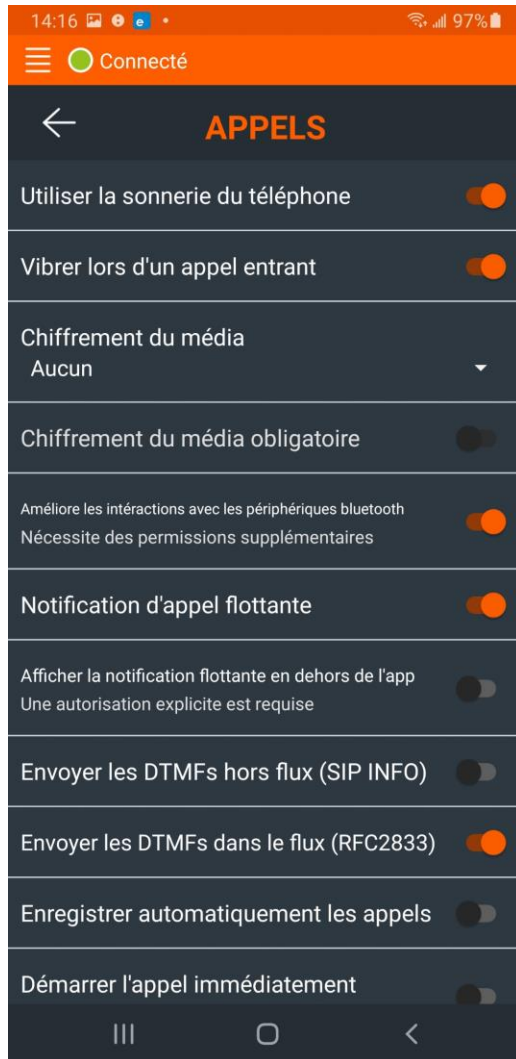 14:16
97%
Connecté
APPELS
Utiliser la sonnerie du téléphone
Vibrer lors d'un appel entrant
Chiffrement du média
Aucun
Chiffrement du média obligatoire
Améliore les intéractions avec les périphériques bluetooth
Nécessite des permissions supplémentaires
Notification d'appel flottante
Afficher la notification flottante en dehors de l'app
Une autorisation explicite est requise
Envoyer les DTMFs hors flux (SIP INFO)
Envoyer les DTMFs dans le flux (RFC2833)
Enregistrer automatiquement les appels
Démarrer l'appel immédiatement